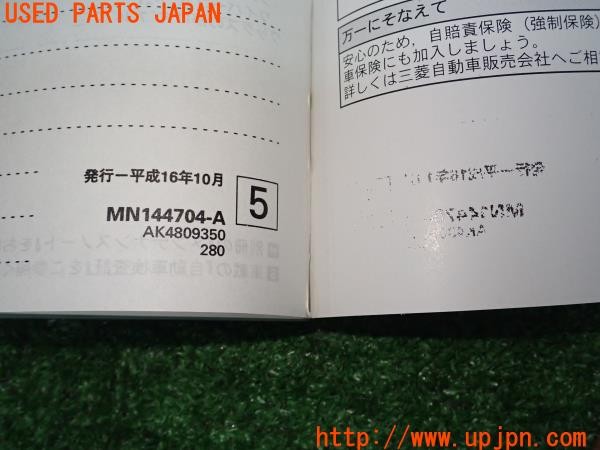 USED PARTS JAPAN
発行ー平成16年10月
5
MN144704-A
AK4809350
280
万一にそなえて
安心のため，自賠責保険（強制保険）
車保険にも加入しましょう。
詳しくは三菱自動車販売会社へご相
http://www.upjpn.com